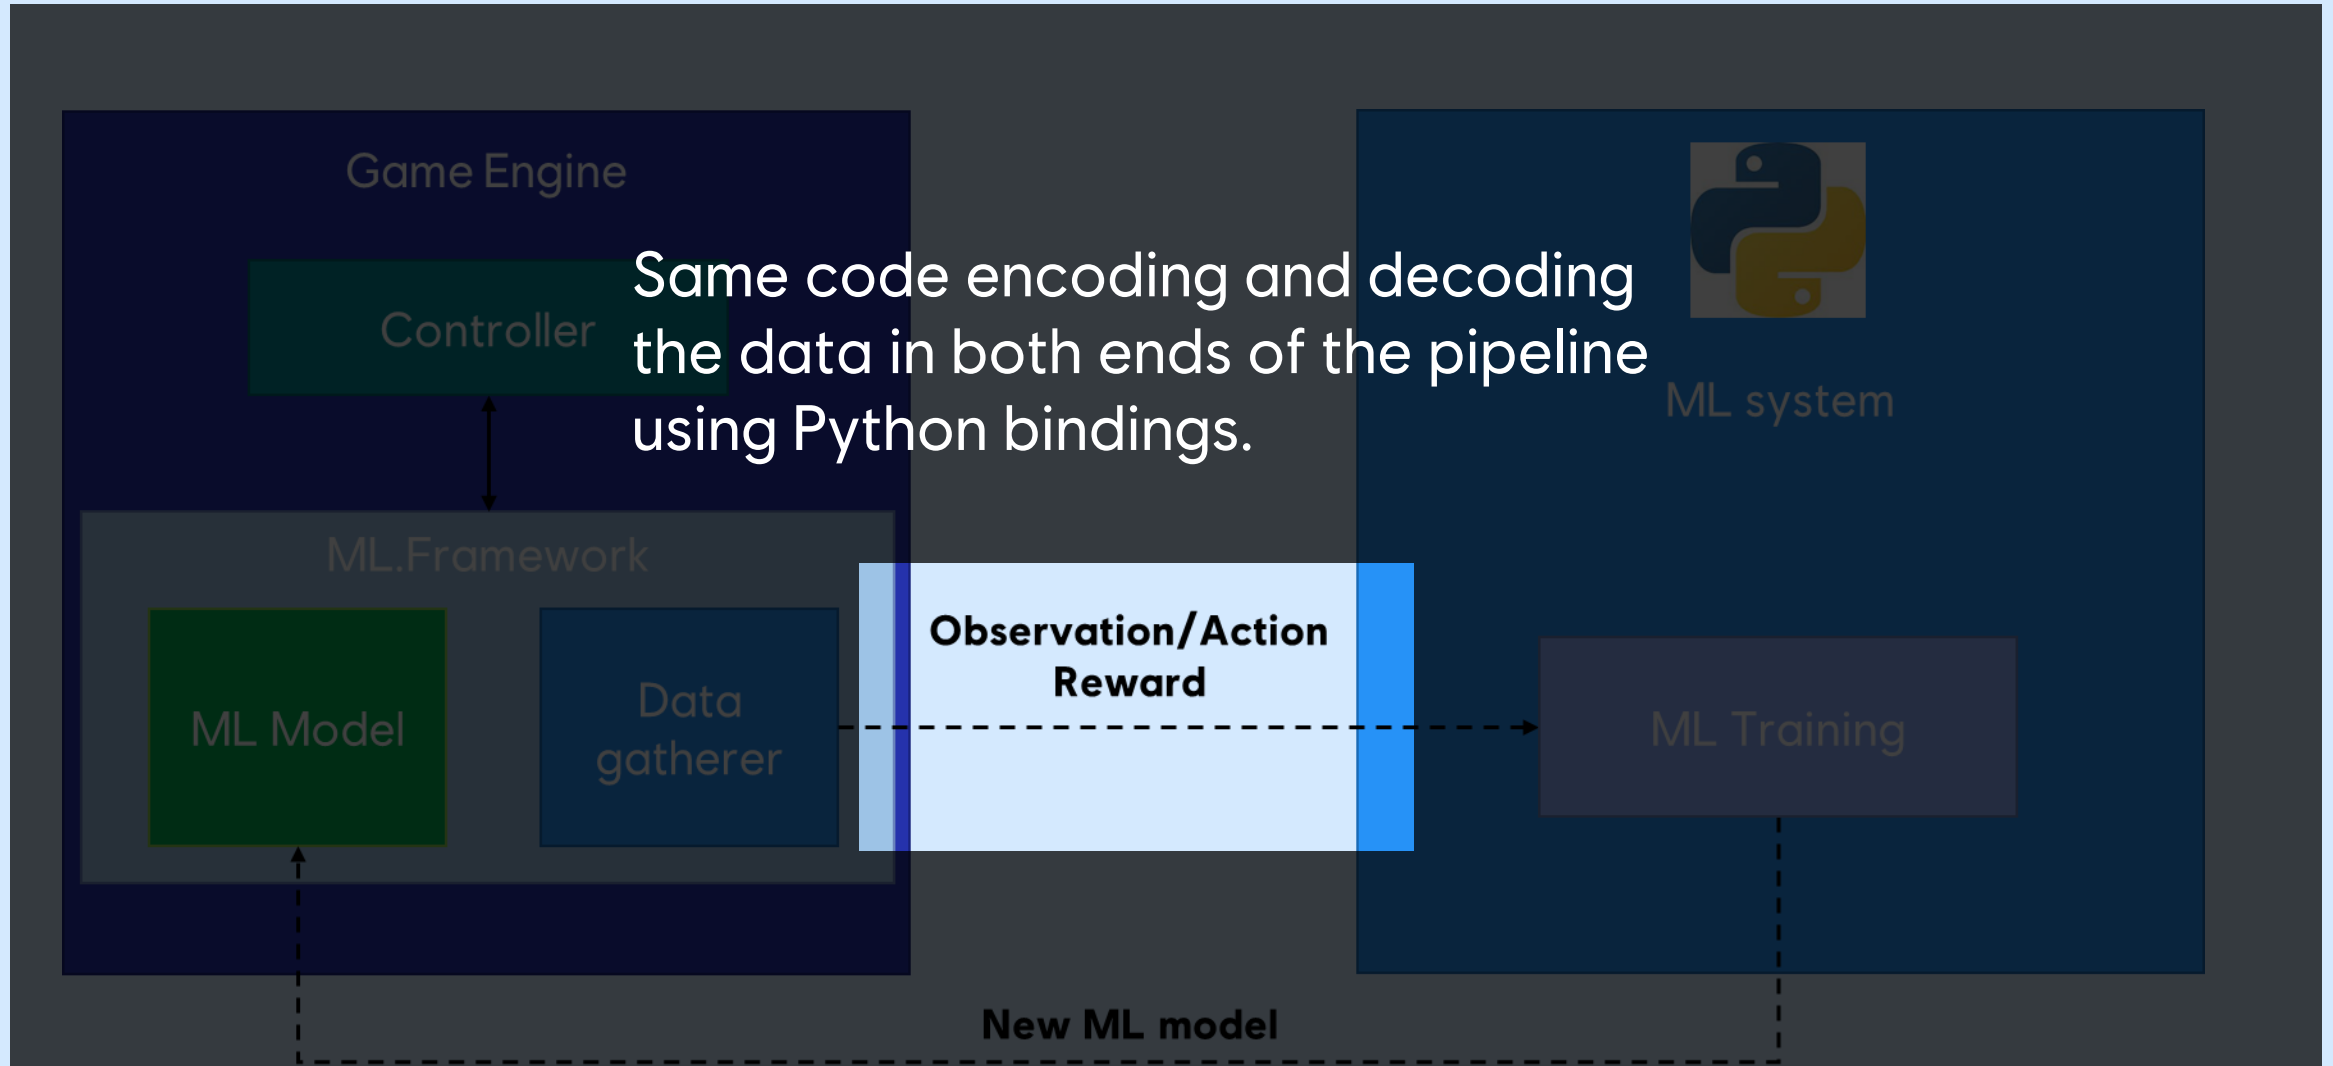 Game Engine
Same code encoding and decoding
the data in both ends of the pipeline
using Python bindings.
Controller
ML system
ML.Framework
Observation/Action
Reward
ML Model
Data
gatherer
ML Training
New ML model